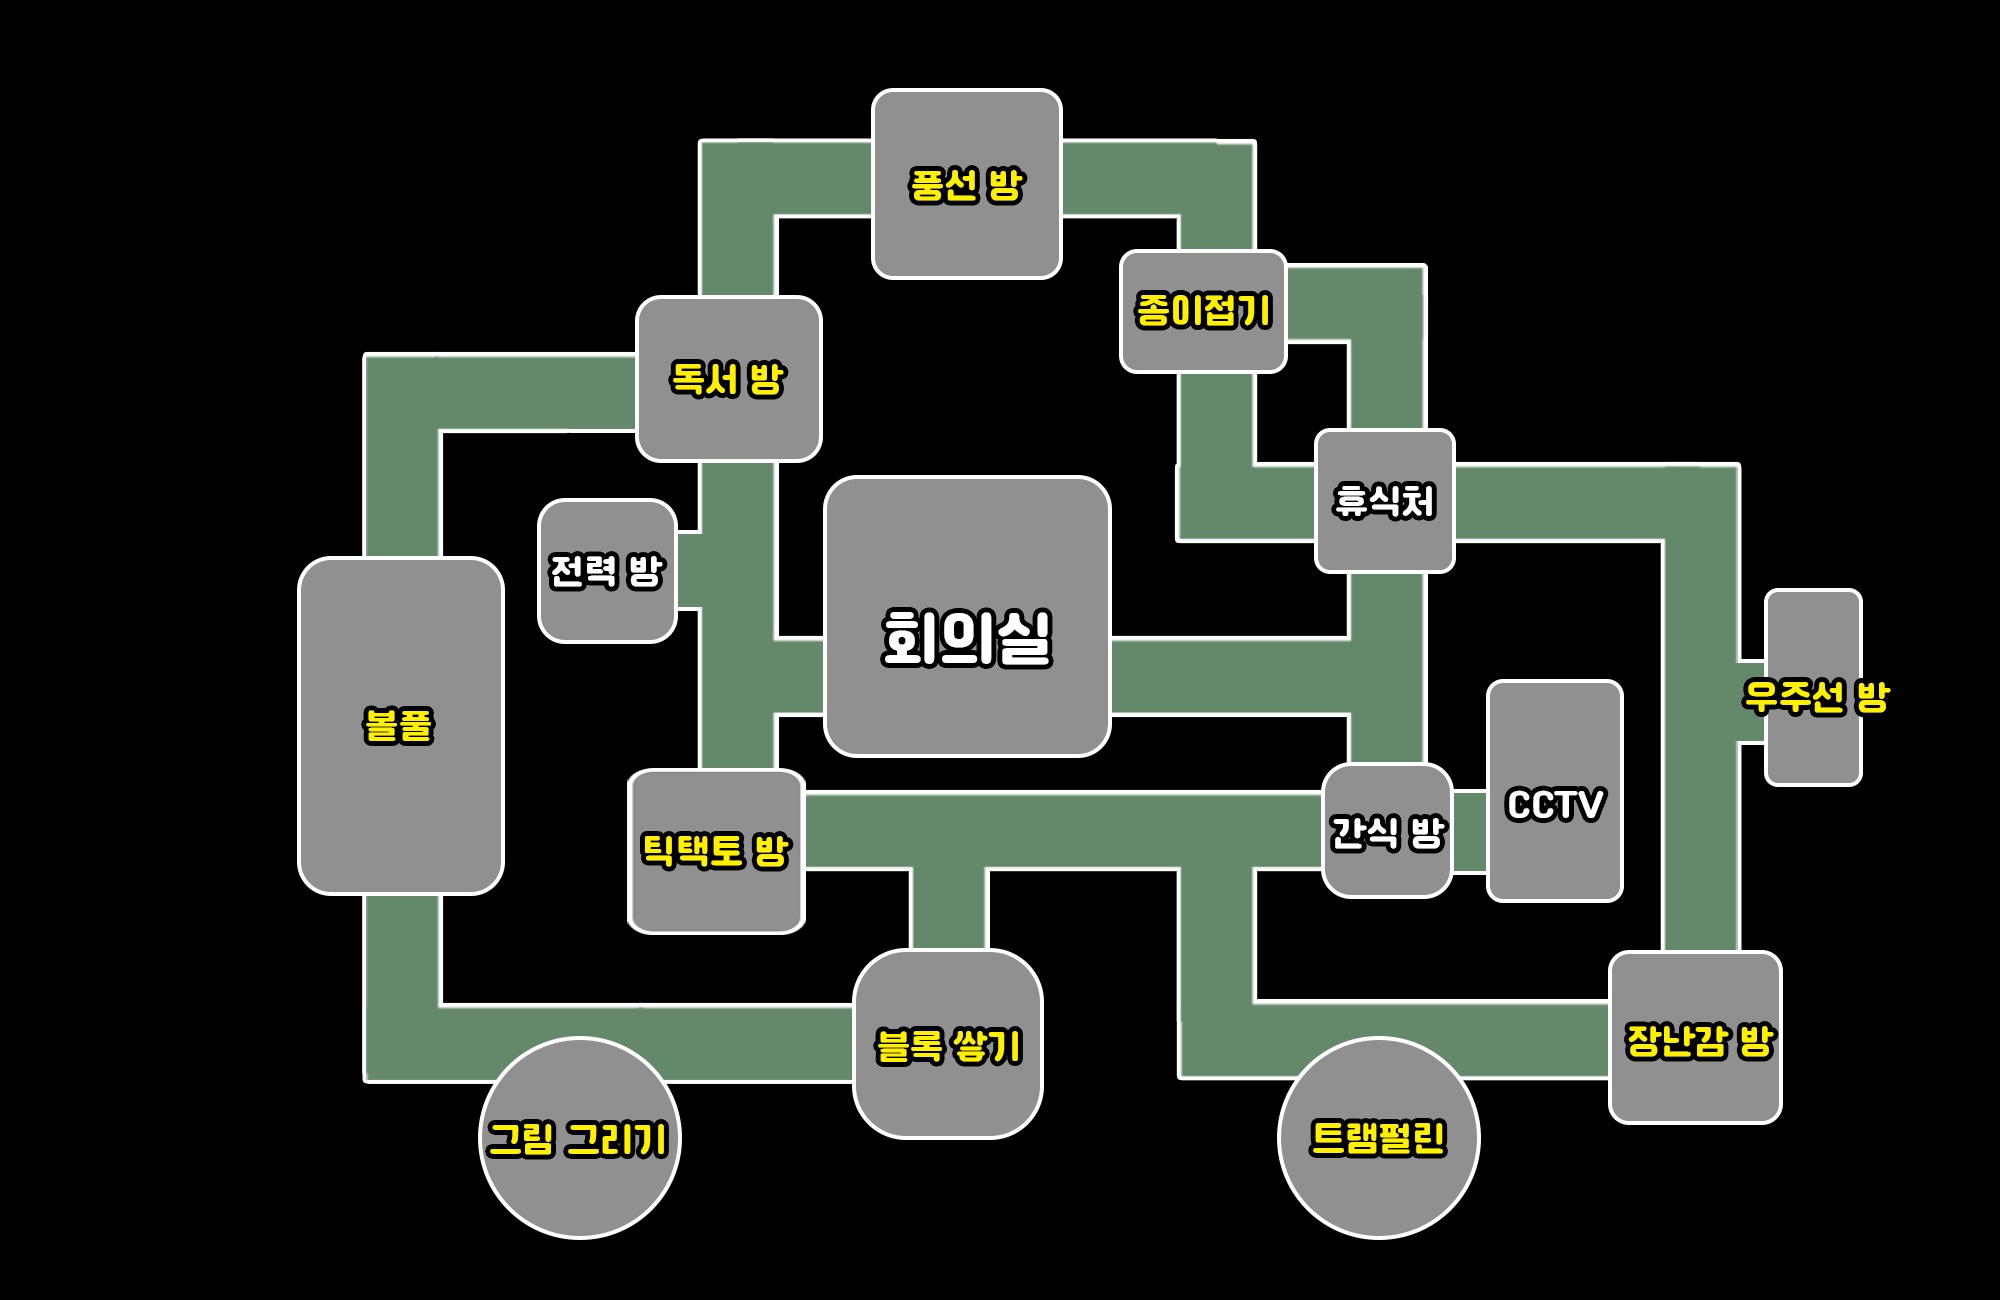 풍선 방
종이접기
독서 방
휴식처
전력 방
회의실
우주선 방
볼풀
CCTV
간식 방
틱택토 방
장난감 방
블록 쌓기
트램펄린
그림 그리기